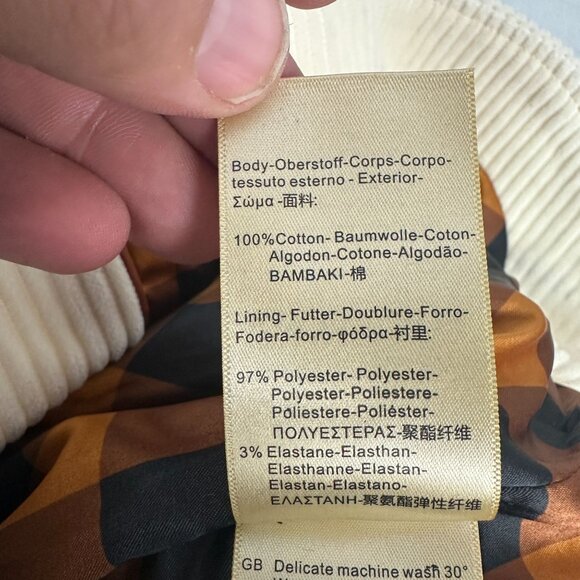 Body-Oberstoff-Corps-Corpo-
tessuto esterno - Exterior-
Σώμα -面料:
100%Cotton- Baumwolle-Coton-
Algodon-Cotone-Algodão-
BAMBAKI-棉
Lining- Futter-Doublure-Forro-
Fodera-forro-φόδρα-衬里:
97% Polyester- Polyester-
Polyester-Poliestere-
Poliestere-Poliéster-
ΠΟΛΥΕΣΤΕΡΑΣ-聚酯纤维
3% Elastane-Elasthan-
Elasthanne-Elastan-
Elastan-Elastano-
ΕΛΑΣΤΑΝΗ-聚氨酯弹性纤维
GB Delicate machine wash 30°